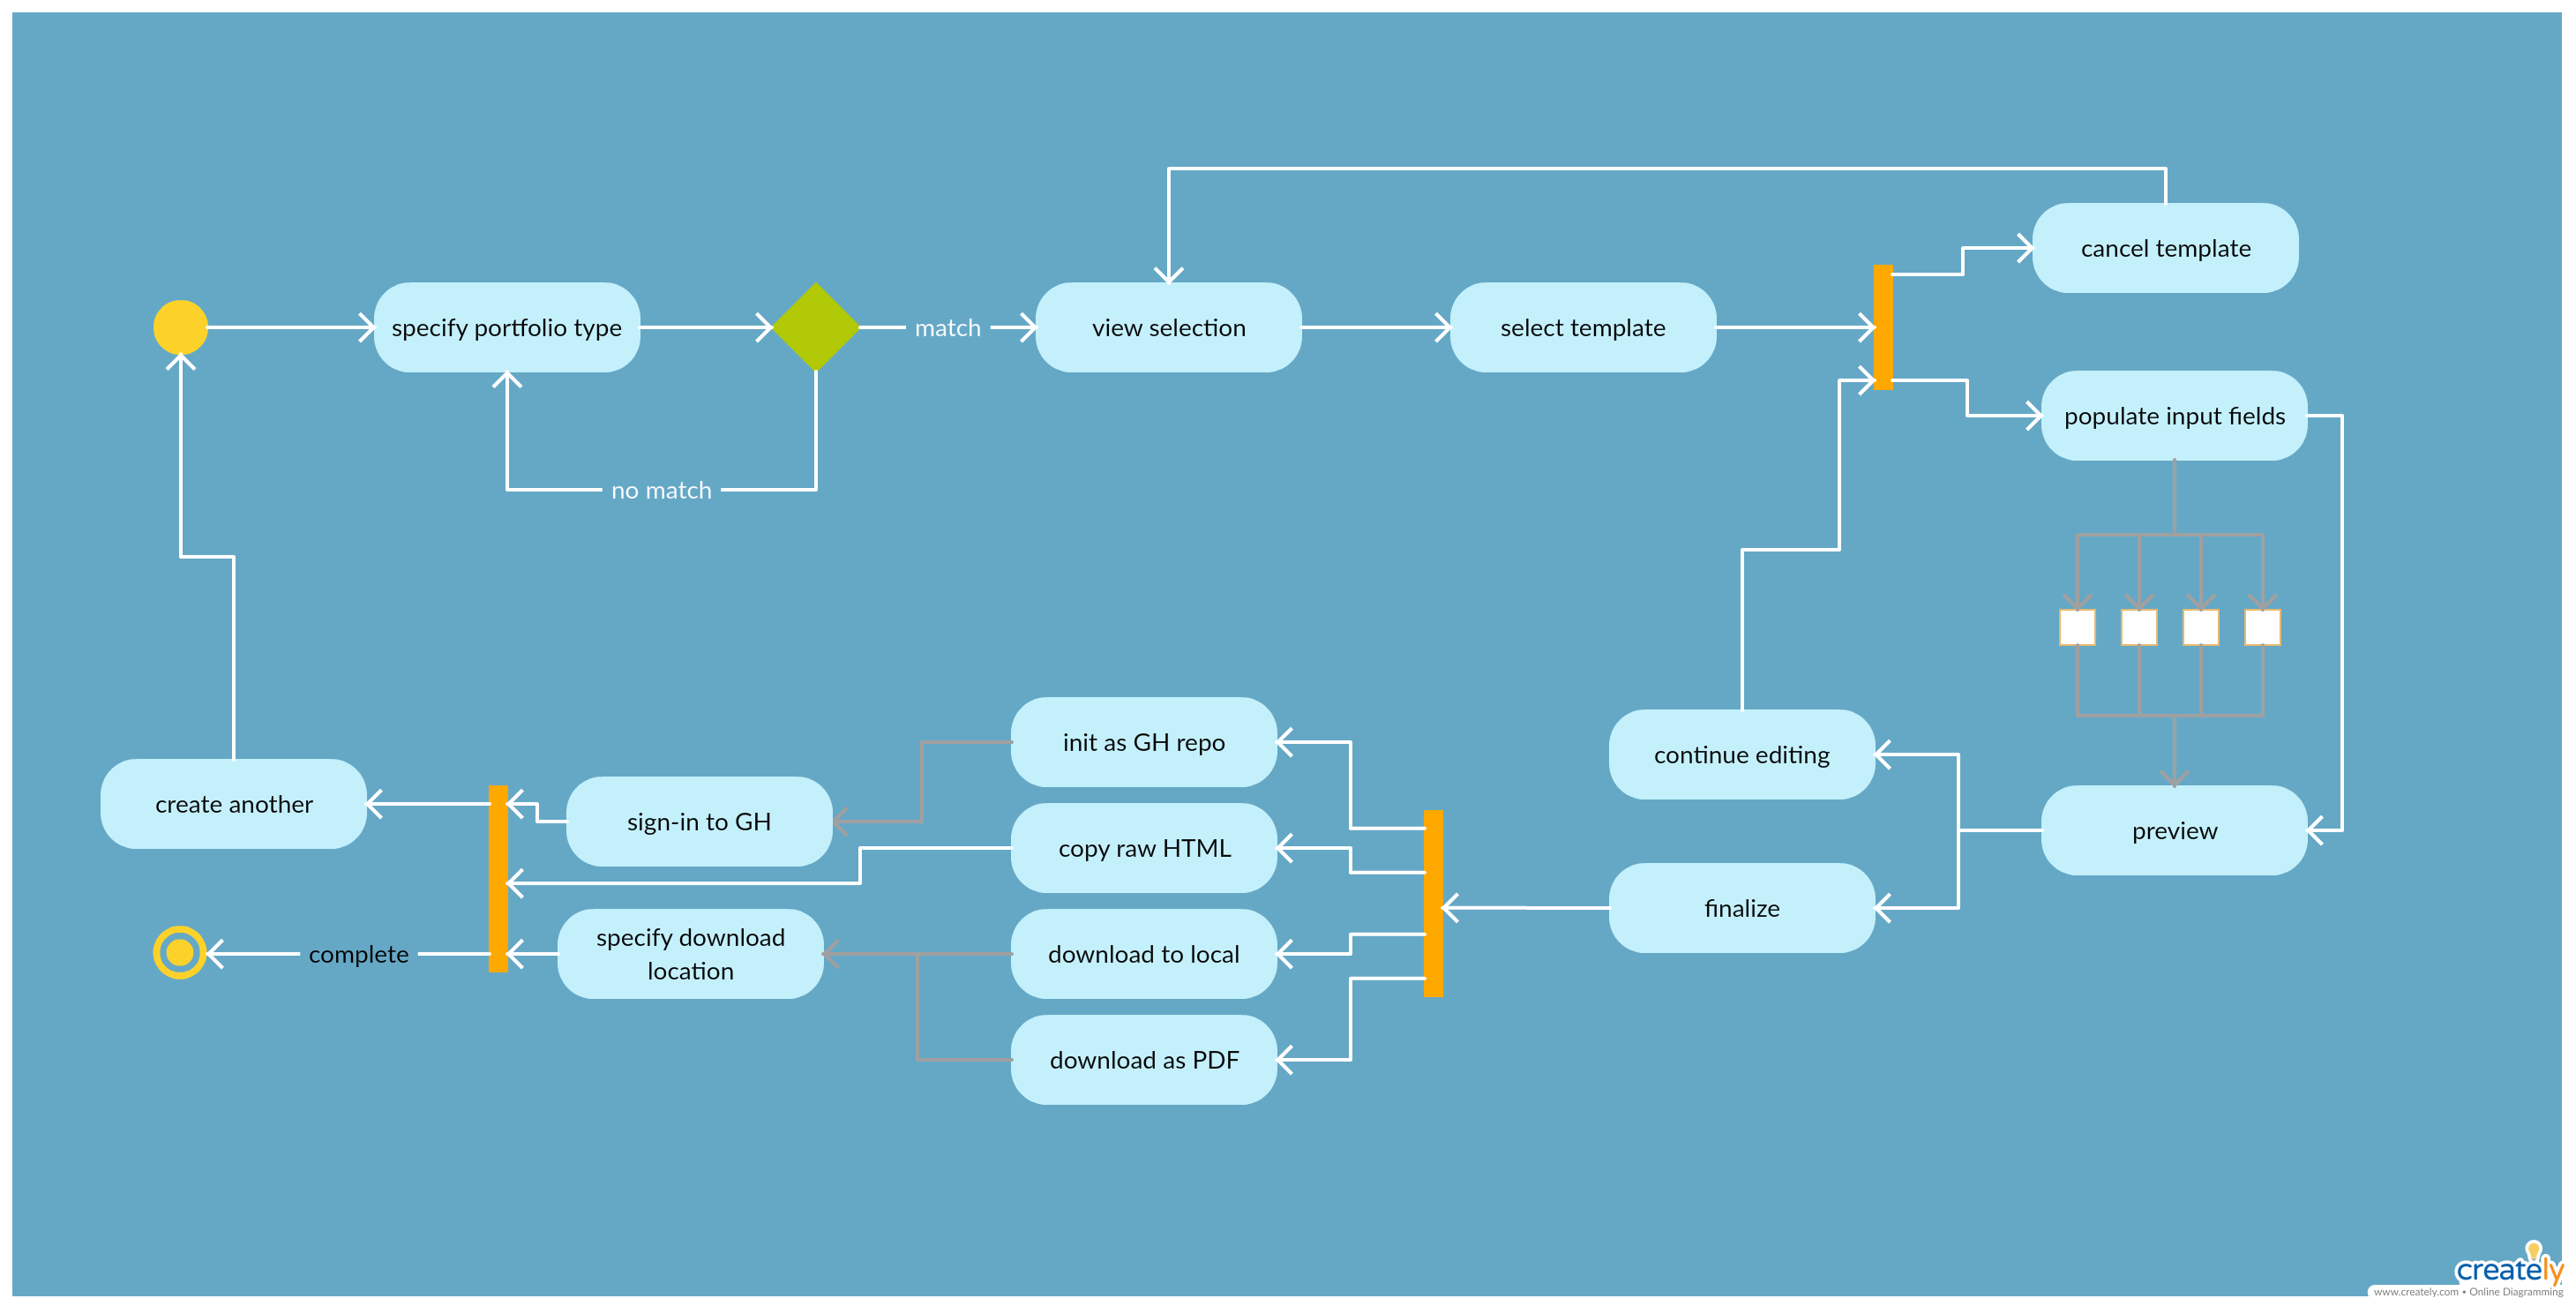 cancel template
specify portfolio type
match
view selection
select template
populate input fields
no match
init as GH repo
continue editing
create another
sign-in to GH
copy raw HTML
preview
finalize
specify download
location
download to local
complete
download as PDF
creately
www.creately.com • Online Diagramming